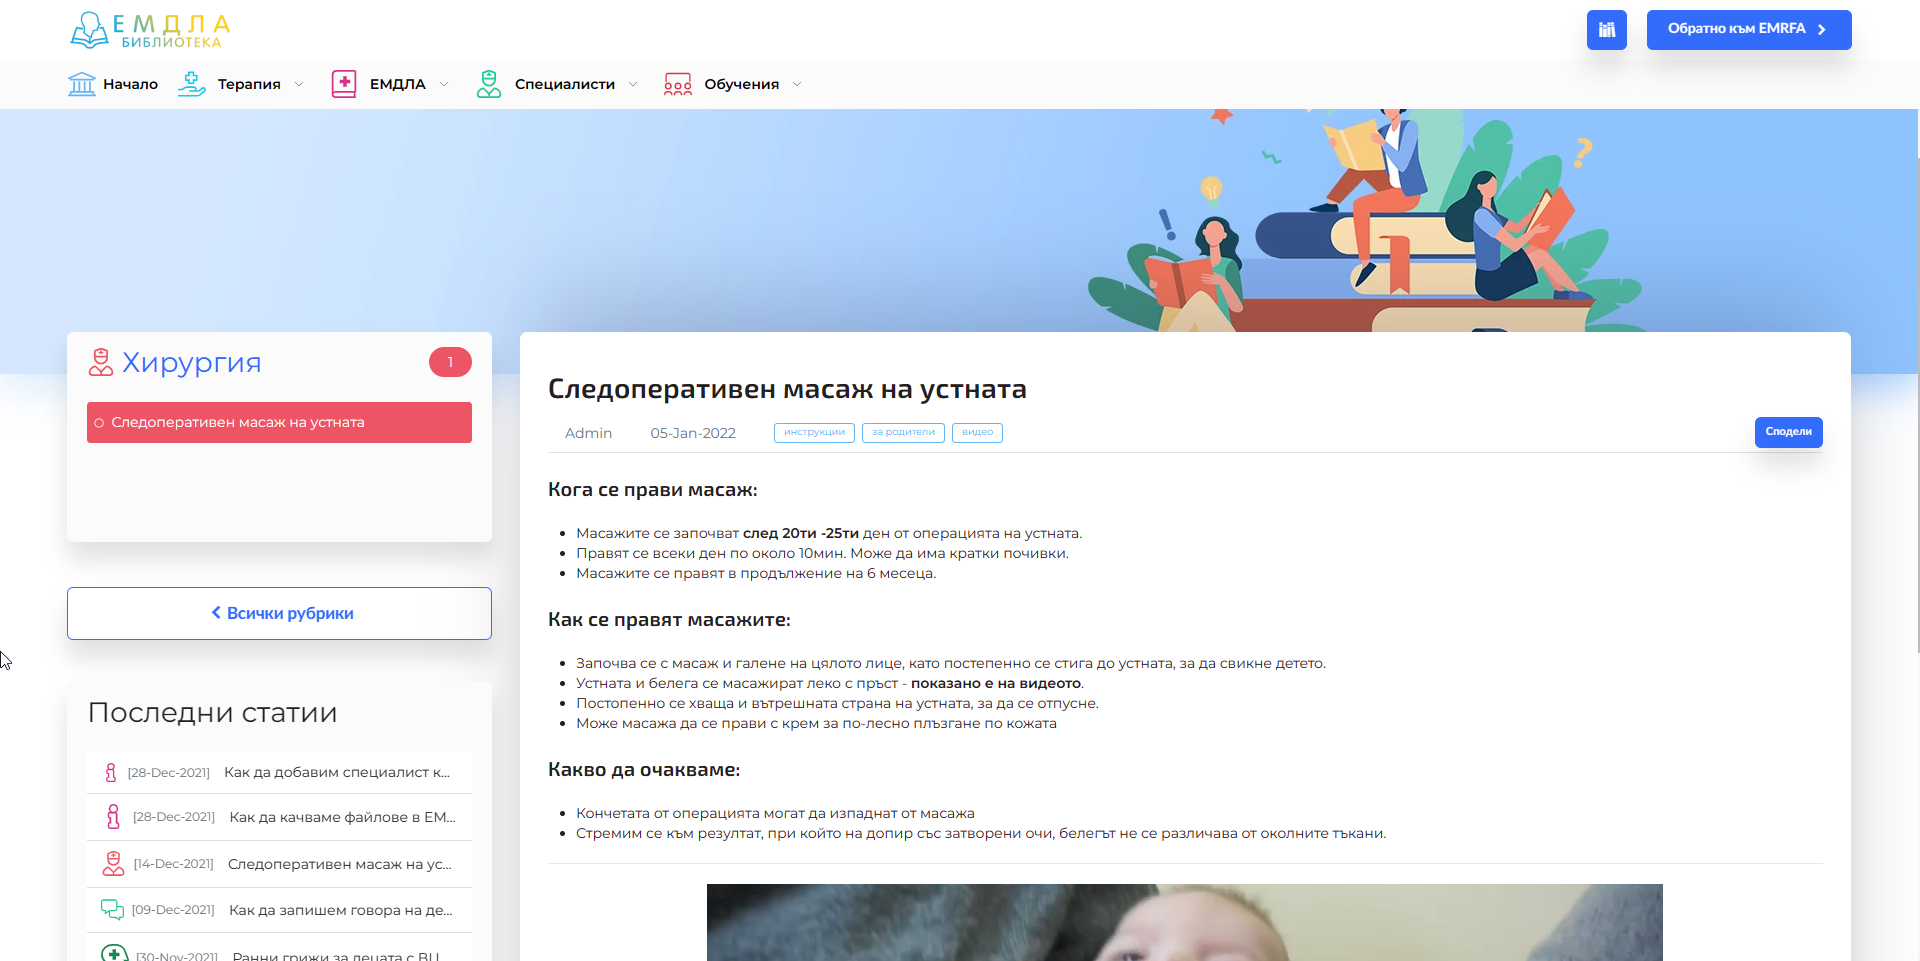 ЕМДЛА
БИБЛИОТЕКА
Обратно към EMRFA
Начало
Терапия
ЕМДЛА
Специалисти
Обучения
Хирургия
1
Следоперативен масаж на устната
Всички рубрики
Последни статии
[28-Dec-2021] Как да добавим специалист к...
[28-Dec-2021] Как да качваме файлове в ЕМ...
[14-Dec-2021] Следоперативен масаж на ус...
[09-Dec-2021] Как да запишем говора на де...
[30-Nov-2021] Ранни грижи за децата с ВЦ
Следоперативен масаж на устната
Admin 05-Jan-2022 инструкции за родители видео
Сподели
Кога се прави масаж:
Масажите се започват след 20ти -25ти ден от операцията на устната.
Правят се всеки ден по около 10мин. Може да има кратки почивки.
Масажите се правят в продължение на 6 месеца.
Как се правят масажите:
Започва се с масаж и галене на цялото лице, като постепенно се стига до устната, за да свикне детето.
Устната и белега се масажират леко с пръст - показано е на видеото.
Постопенно се хваща и вътрешната страна на устната, за да се отпусне.
Може масажа да се прави с крем за по-лесно плъзгане по кожата
Какво да очакваме:
Кончетата от операцията могат да изпаднат от масажа
Стремим се към резултат, при който на допир със затворени очи, белегът не се различава от околните тъкани.